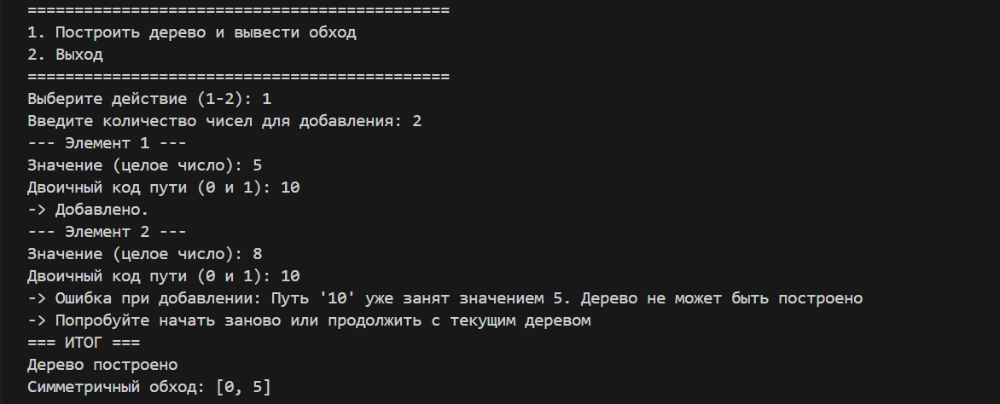 =============================================
1. Построить дерево и вывести обход
2. Выход
=============================================
Выберите действие (1-2): 1
Введите количество чисел для добавления: 2
--- Элемент 1 ---
Значение (целое число): 5
Двоичный код пути (0 и 1): 10
-> Добавлено.
--- Элемент 2 ---
Значение (целое число): 8
Двоичный код пути (0 и 1): 10
-> Ошибка при добавлении: Путь '10' уже занят значением 5. Дерево не может быть построено
-> Попробуйте начать заново или продолжить с текущим деревом
=== ИТОГ ===
Дерево построено
Симметричный обход: [0, 5]